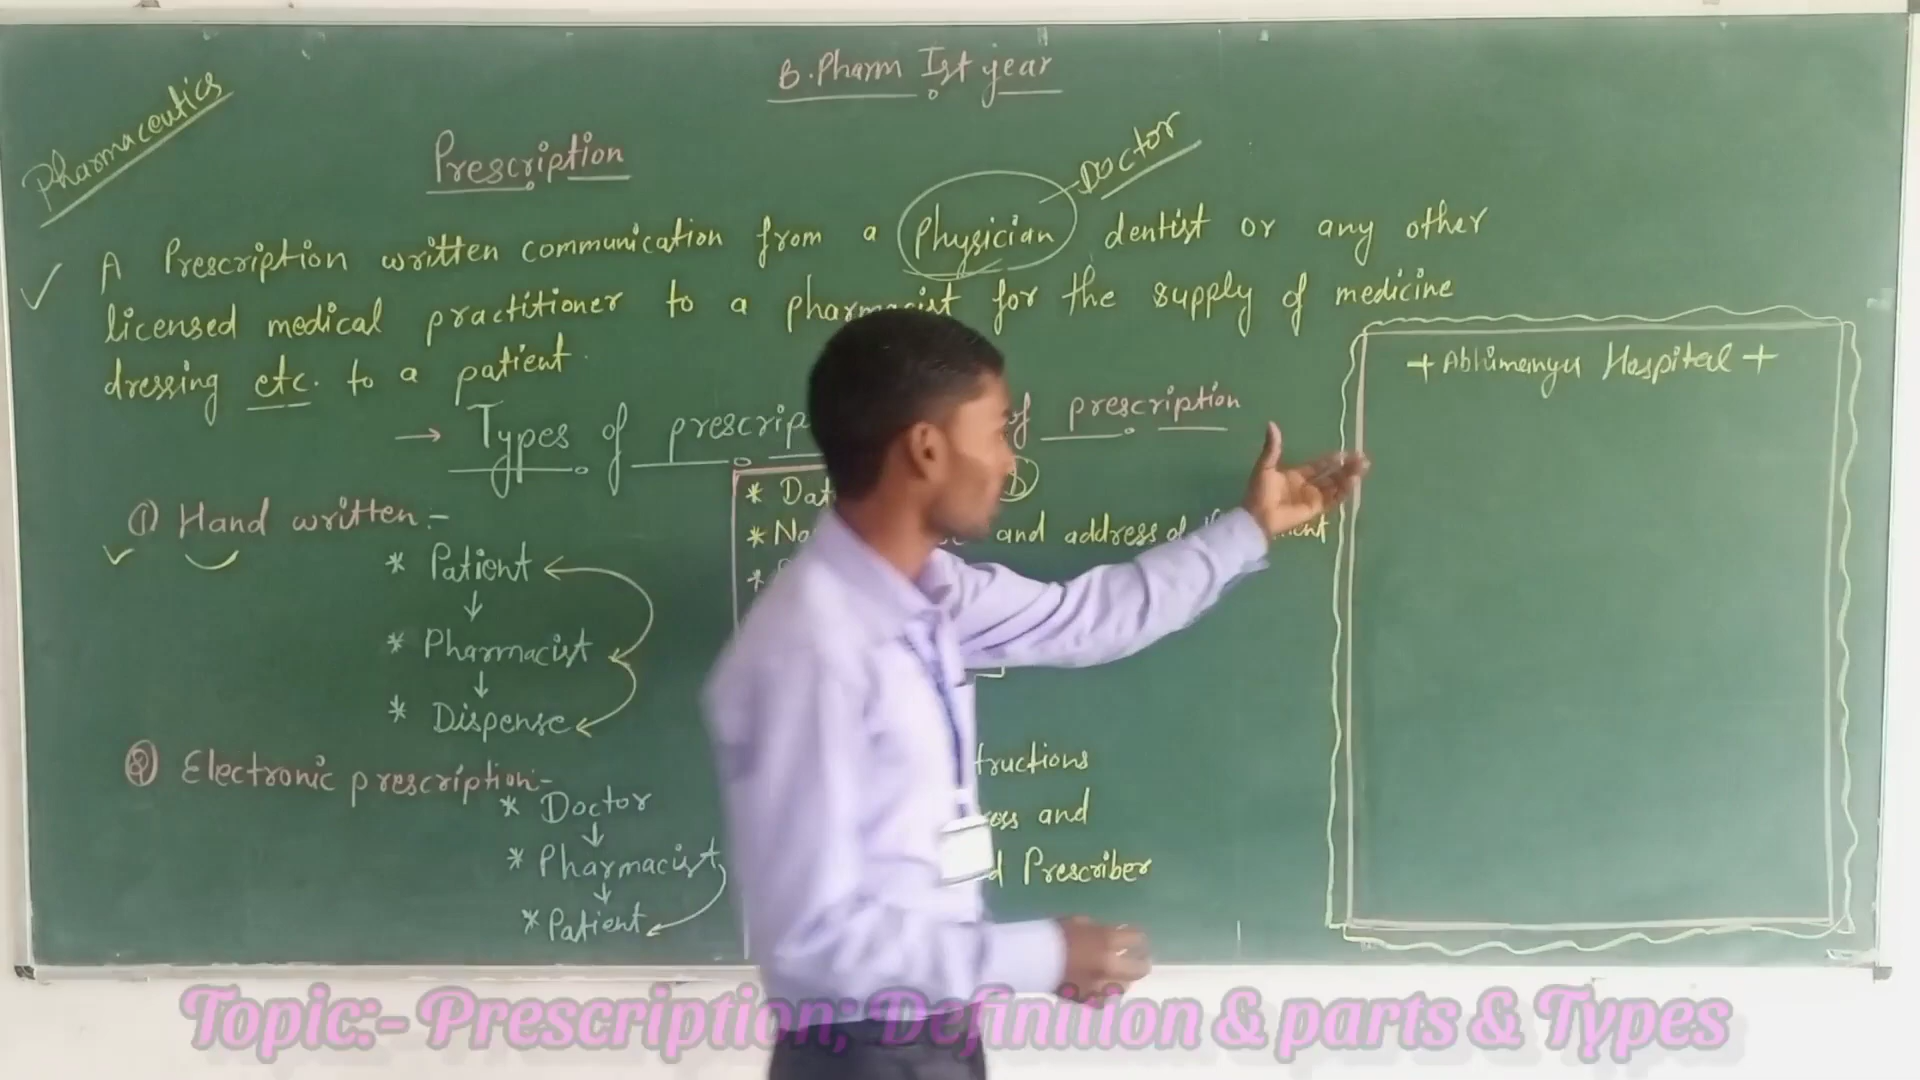 B.Pharm Ist year
Pharmaceutics
Prescription
Doctor
A Prescription written communication from a Physician dentist or any other
licensed medical practitioner to a pharmacist for the supply of medicine
dressing etc. to a patient
→ Types of prescrip
of prescription
① Hand written:-
* Patient
↓
* Pharmacist
↓
* Dispense
② Electronic prescription:-
* Doctor
↓
* Pharmacist
↓
* Patient
* Dat
* Na and address of
*
tructions
and
Prescriber
+ Abhimanyu Hospital +
Topic:- Prescription; Definition & parts & Types